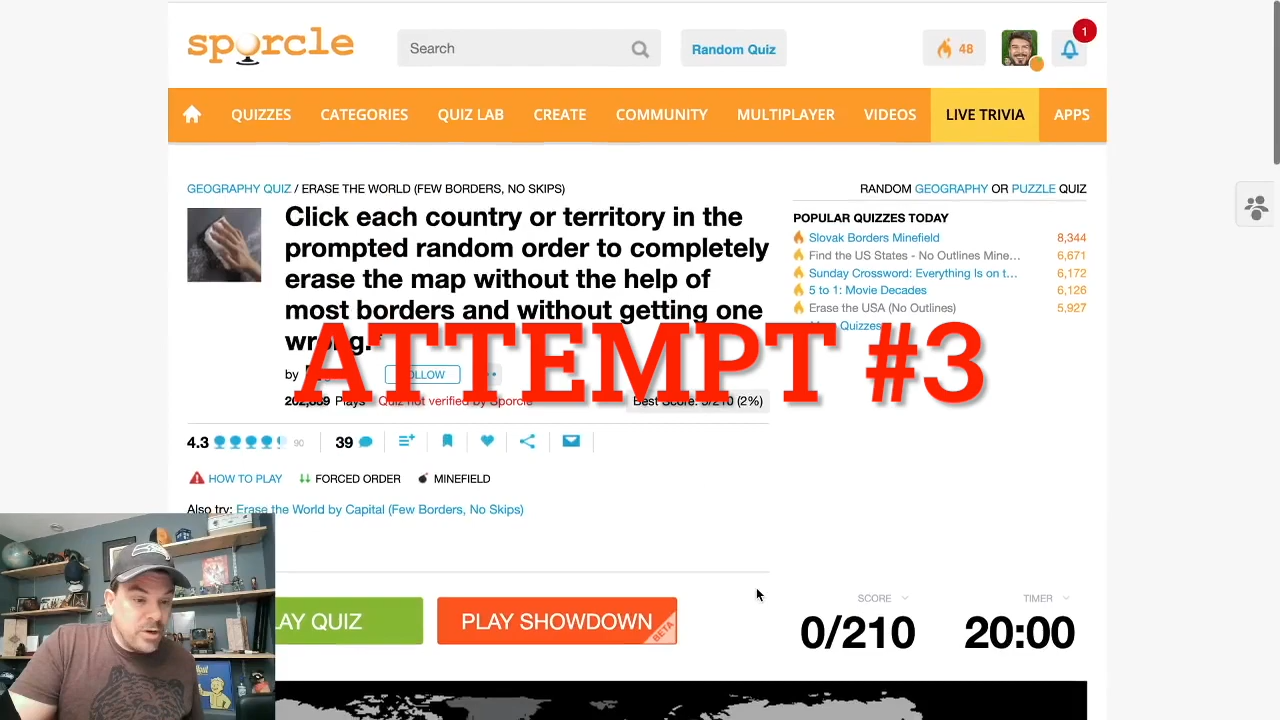 sporcle
Search
Random Quiz
48
1
QUIZZES
CATEGORIES
QUIZ LAB
CREATE
COMMUNITY
MULTIPLAYER
VIDEOS
LIVE TRIVIA
APPS
GEOGRAPHY QUIZ / ERASE THE WORLD (FEW BORDERS, NO SKIPS)
RANDOM GEOGRAPHY OR PUZZLE QUIZ
Click each country or territory in the
prompted random order to completely
erase the map without the help of
most borders and without getting one
wrong.
POPULAR QUIZZES TODAY
Slovak Borders Minefield 8,344
Find the US States - No Outlines Mine... 6,671
Sunday Crossword: Everything Is on t... 6,172
5 to 1: Movie Decades 6,126
Erase the USA (No Outlines) 5,927
Quizzes
ATTEMPT #3
by
Plays Quiz not verified by Sporcle
(2%)
4.3
90
39
HOW TO PLAY
FORCED ORDER
MINEFIELD
Also try: Erase the World by Capital (Few Borders, No Skips)
AY QUIZ
PLAY SHOWDOWN
BETA
SCORE
0/210
TIMER
20:00